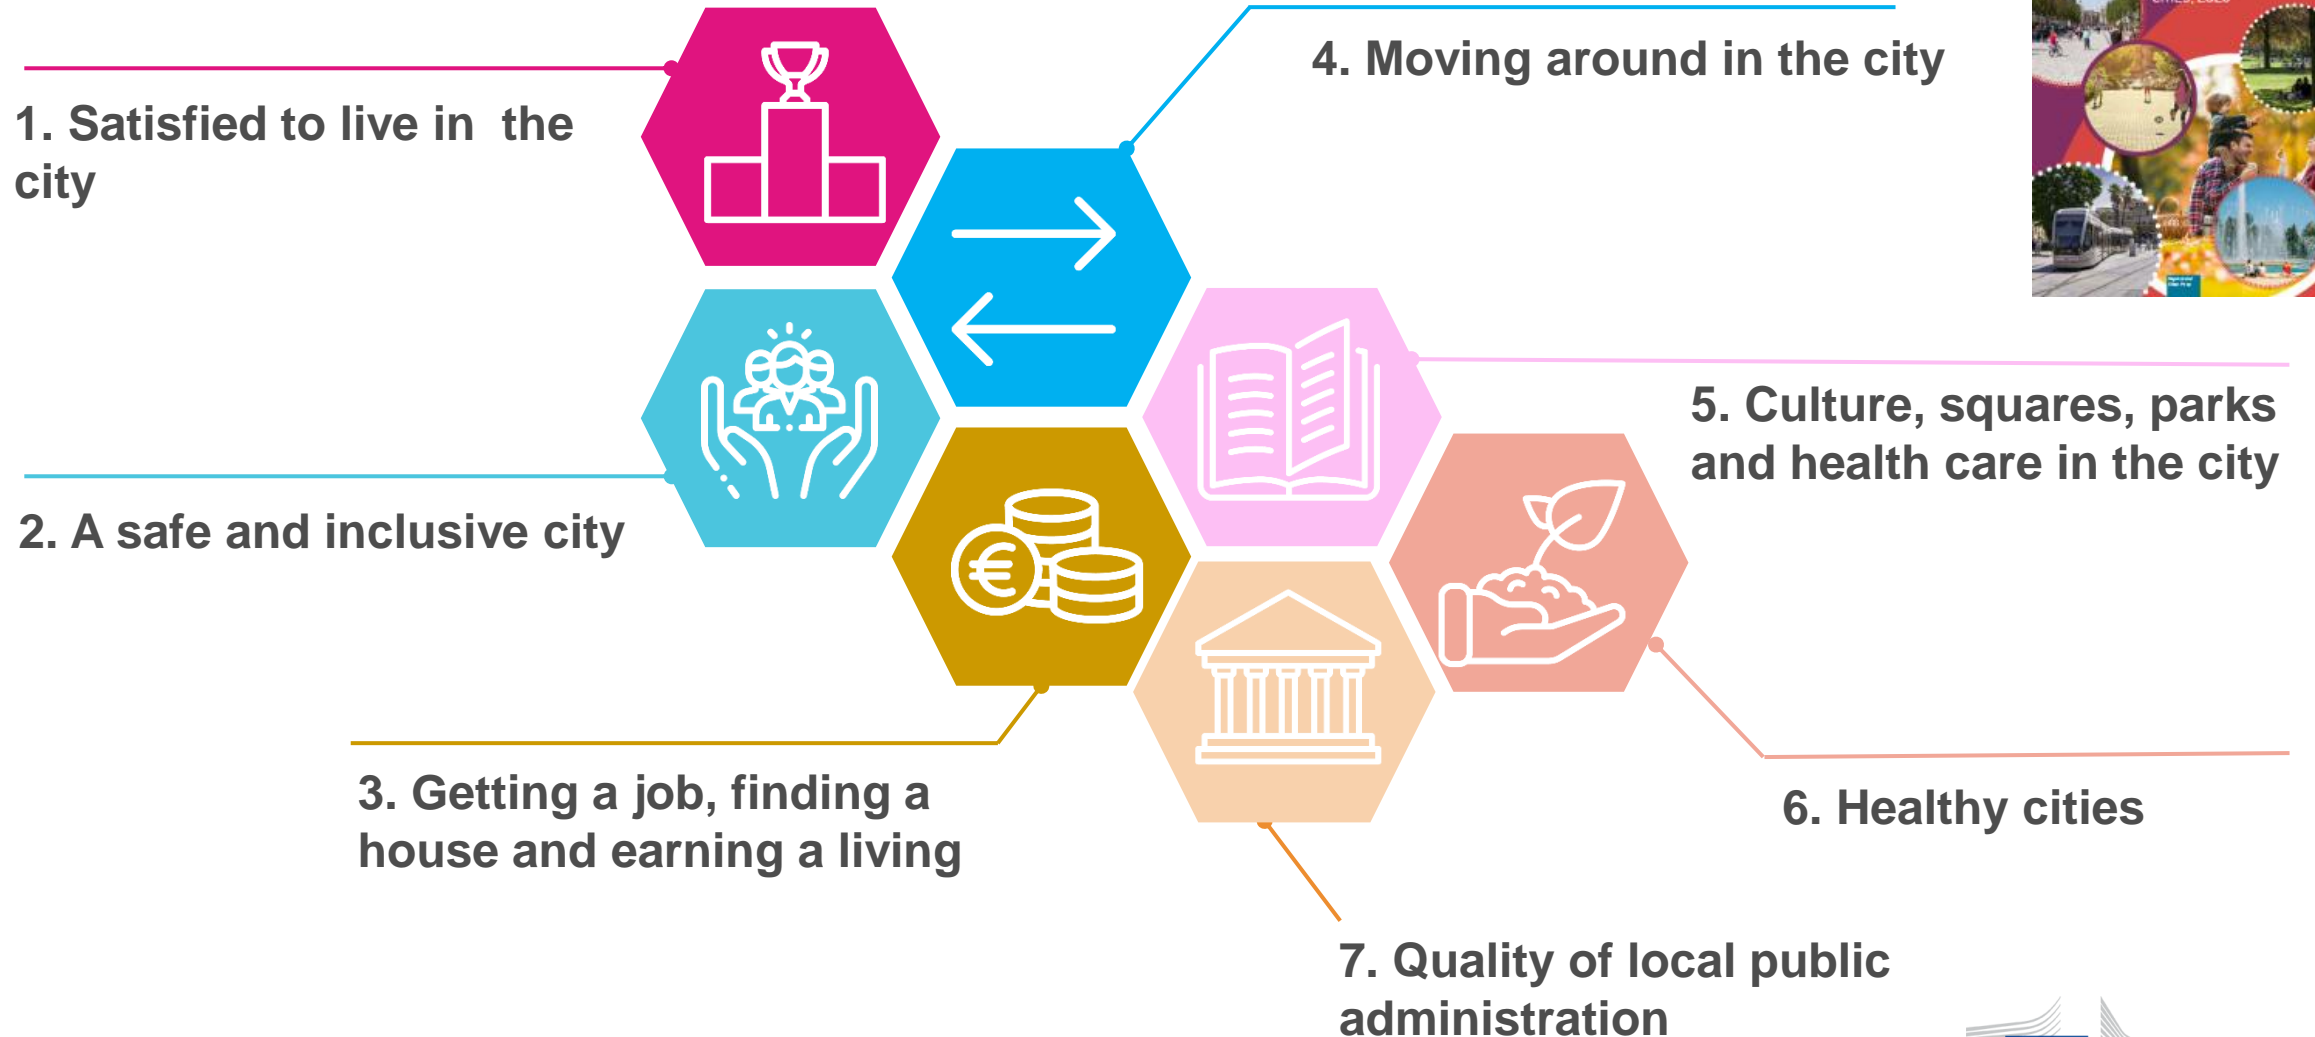 1. Satisfied to live in the
city
2. A safe and inclusive city
3. Getting a job, finding a
house and earning a living
4. Moving around in the city
5. Culture, squares, parks
and health care in the city
6. Healthy cities
7. Quality of local public
administration